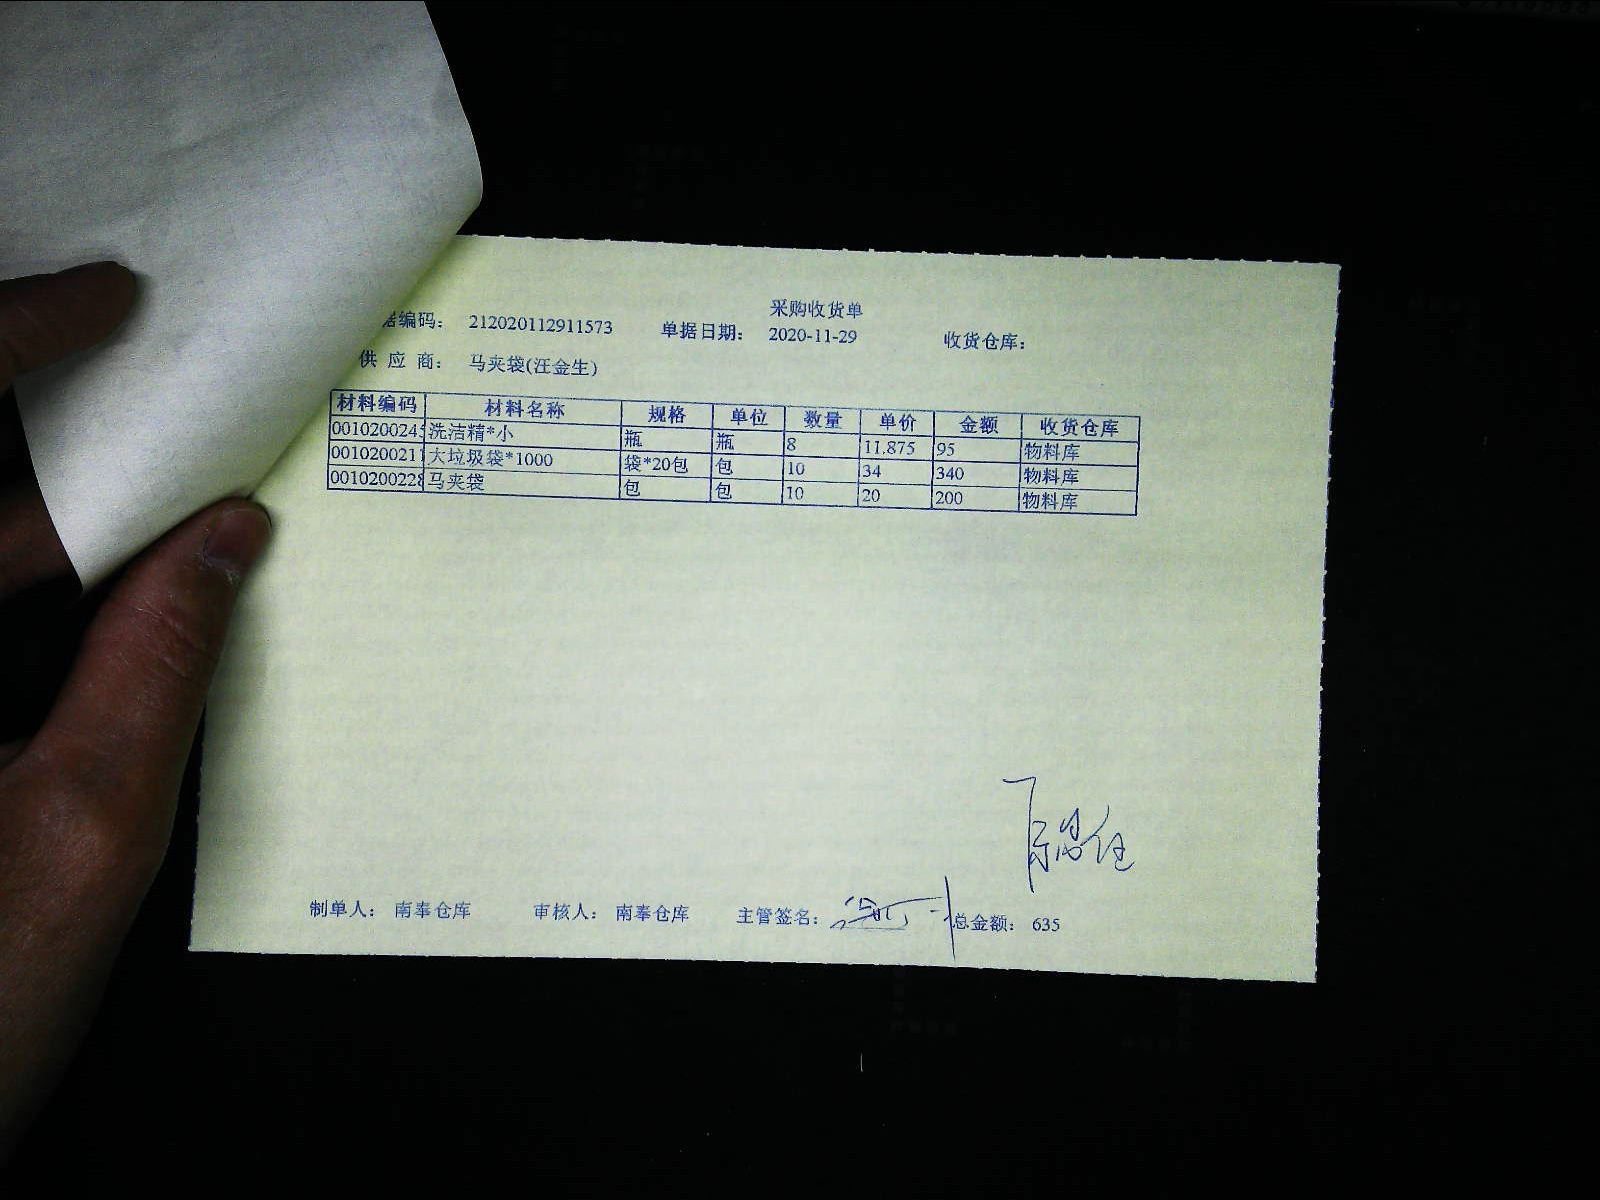 采购收货单
据编码： 212020112911573 单据日期： 2020-11-29 收货仓库：
供 应 商： 马夹袋(汪金生)
材料编码 材料名称 规格 单位 数量 单价 金额 收货仓库
001020024 洗洁精*小 瓶 瓶 8 11.875 95 物料库
001020021 大垃圾袋*1000 袋*20包 包 10 34 340 物料库
001020022 马夹袋 包 包 10 20 200 物料库
制单人： 南奉仓库 审核人： 南奉仓库 主管签名： 总金额： 635